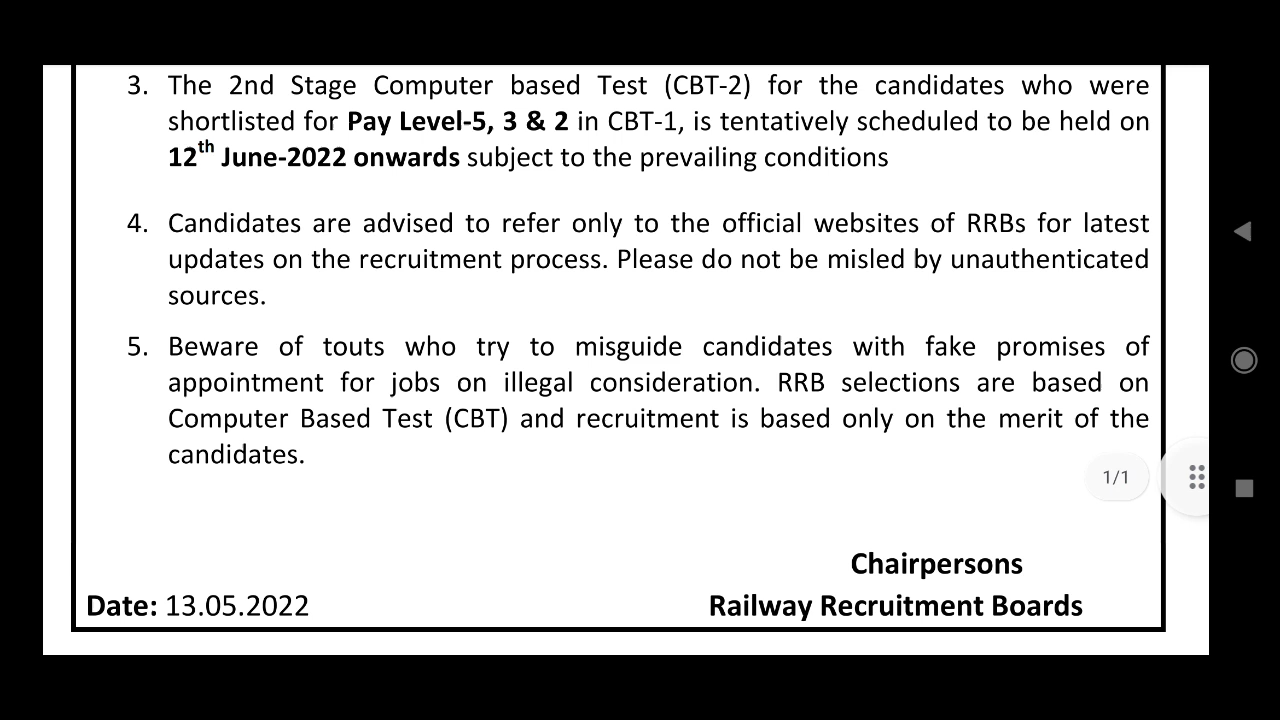 3. The 2nd Stage Computer based Test (CBT-2) for the candidates who were
shortlisted for Pay Level-5, 3 & 2 in CBT-1, is tentatively scheduled to be held on
12th June-2022 onwards subject to the prevailing conditions
4. Candidates are advised to refer only to the official websites of RRBs for latest
updates on the recruitment process. Please do not be misled by unauthenticated
sources.
5. Beware of touts who try to misguide candidates with fake promises of
appointment for jobs on illegal consideration. RRB selections are based on
Computer Based Test (CBT) and recruitment is based only on the merit of the
candidates.
1/1
Chairpersons
Date: 13.05.2022 Railway Recruitment Boards